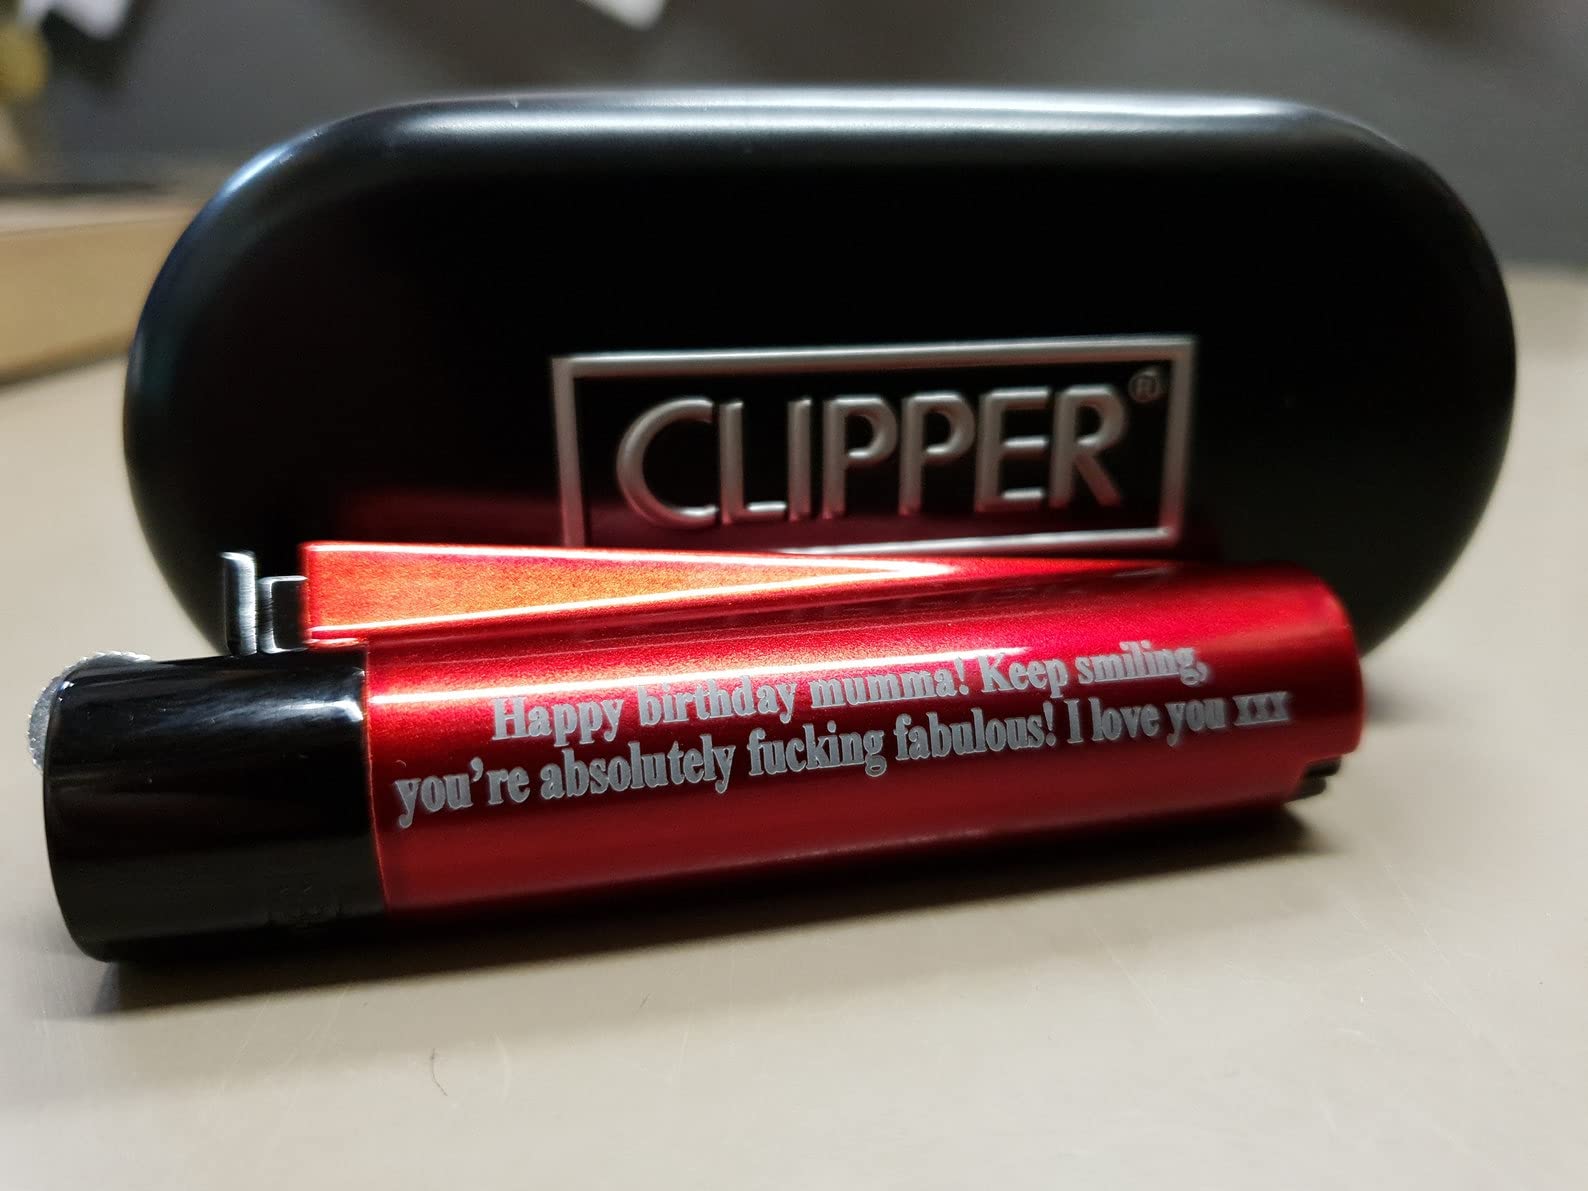 CLIPPER®
Happy birthday mumma! Keep smiling,
you're absolutely fucking fabulous! I love you xxx